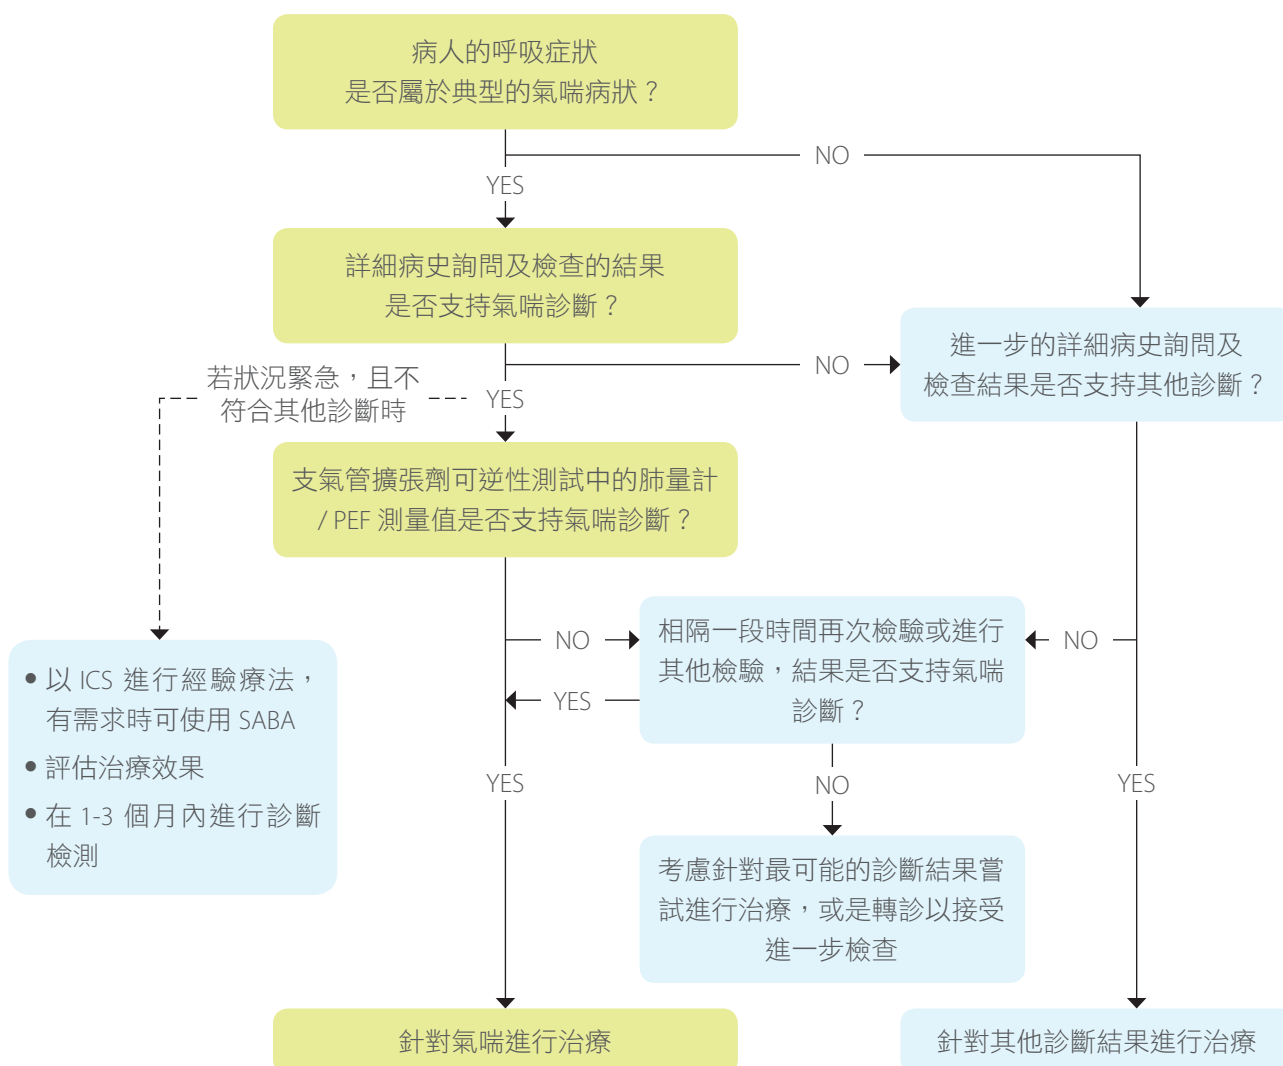 病人的呼吸症狀
是否屬於典型的氣喘病狀？
NO
YES
詳細病史詢問及檢查的結果
是否支持氣喘診斷？
進一步的詳細病史詢問及
檢查結果是否支持其他診斷？
NO
若狀況緊急，且不
符合其他診斷時
YES
支氣管擴張劑可逆性測試中的肺量計
/ PEF 測量值是否支持氣喘診斷？
相隔一段時間再次檢驗或進行
其他檢驗，結果是否支持氣喘
診斷？
NO
NO
YES
• 以 ICS 進行經驗療法，
有需求時可使用 SABA
• 評估治療效果
• 在 1-3 個月內進行診斷
檢測
YES
NO
YES
考慮針對最可能的診斷結果嘗
試進行治療，或是轉診以接受
進一步檢查
針對氣喘進行治療
針對其他診斷結果進行治療